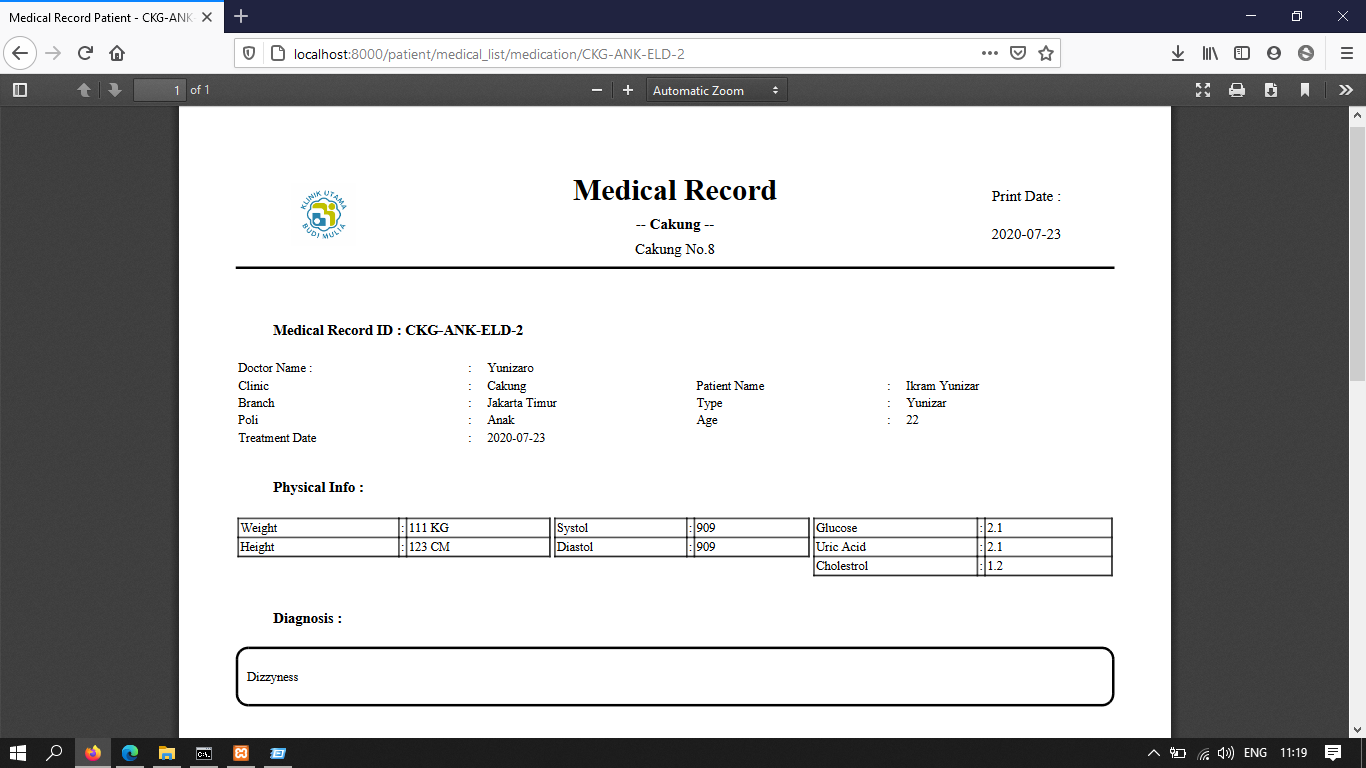 Medical Record Patient - CKG-ANK
localhost:8000/patient/medical_list/medication/CKG-ANK-ELD-2
1 of 1
Automatic Zoom
KLINIK UTAMA
BUDI MULIA
Medical Record
-- Cakung --
Cakung No.8
Print Date :
2020-07-23
Medical Record ID : CKG-ANK-ELD-2
Doctor Name : : Yunizaro
Clinic : Cakung Patient Name : Ikram Yunizar
Branch : Jakarta Timur Type : Yunizar
Poli : Anak Age : 22
Treatment Date : 2020-07-23
Physical Info :
Weight : 111 KG Systol : 909 Glucose : 2.1
Height : 123 CM Diastol : 909 Uric Acid : 2.1
Cholestrol : 1.2
Diagnosis :
Dizzyness
ENG 11:19